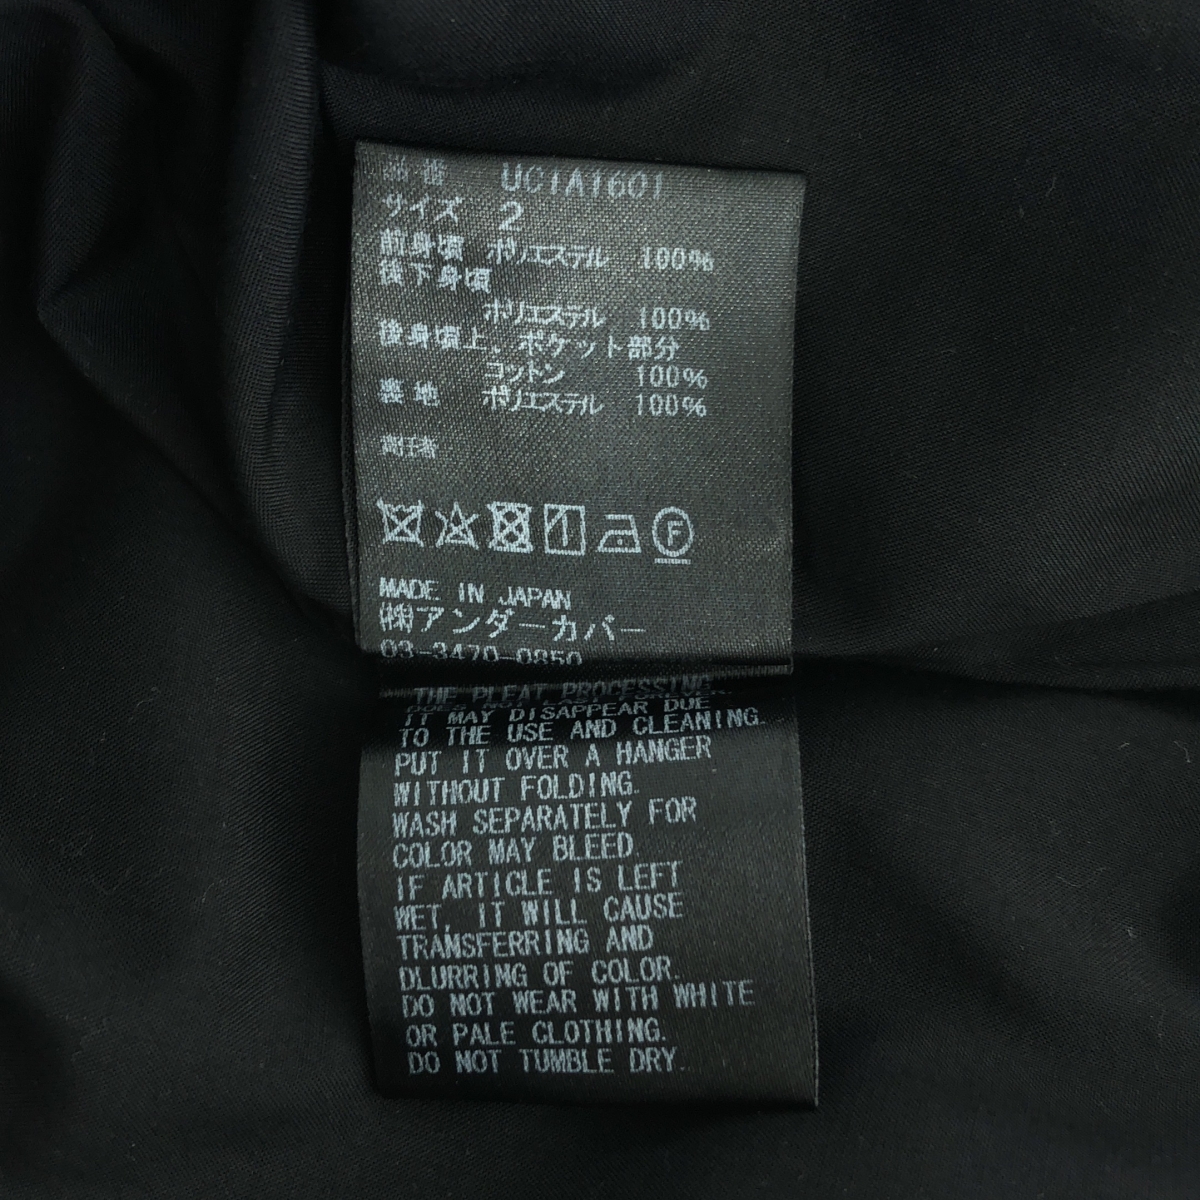 品番 UC1A1601
サイズ 2
前身頃 ポリエステル 100%
後下身頃
ポリエステル 100%
後身頃上、ポケット部分
コットン 100%
裏地 ポリエステル 100%
F
MADE IN JAPAN
(株)アンダーカバー
03-3470-0850
THE PLEAT PROCESSING
DOES NOT LAST FOREVER.
IT MAY DISAPPEAR DUE
TO THE USE AND CLEANING.
PUT IT OVER A HANGER
WITHOUT FOLDING.
WASH SEPARATELY FOR
COLOR MAY BLEED.
IF ARTICLE IS LEFT
WET, IT WILL CAUSE
TRANSFERRING AND
DLURRING OF COLOR.
DO NOT WEAR WITH WHITE
OR PALE CLOTHING.
DO NOT TUMBLE DRY.